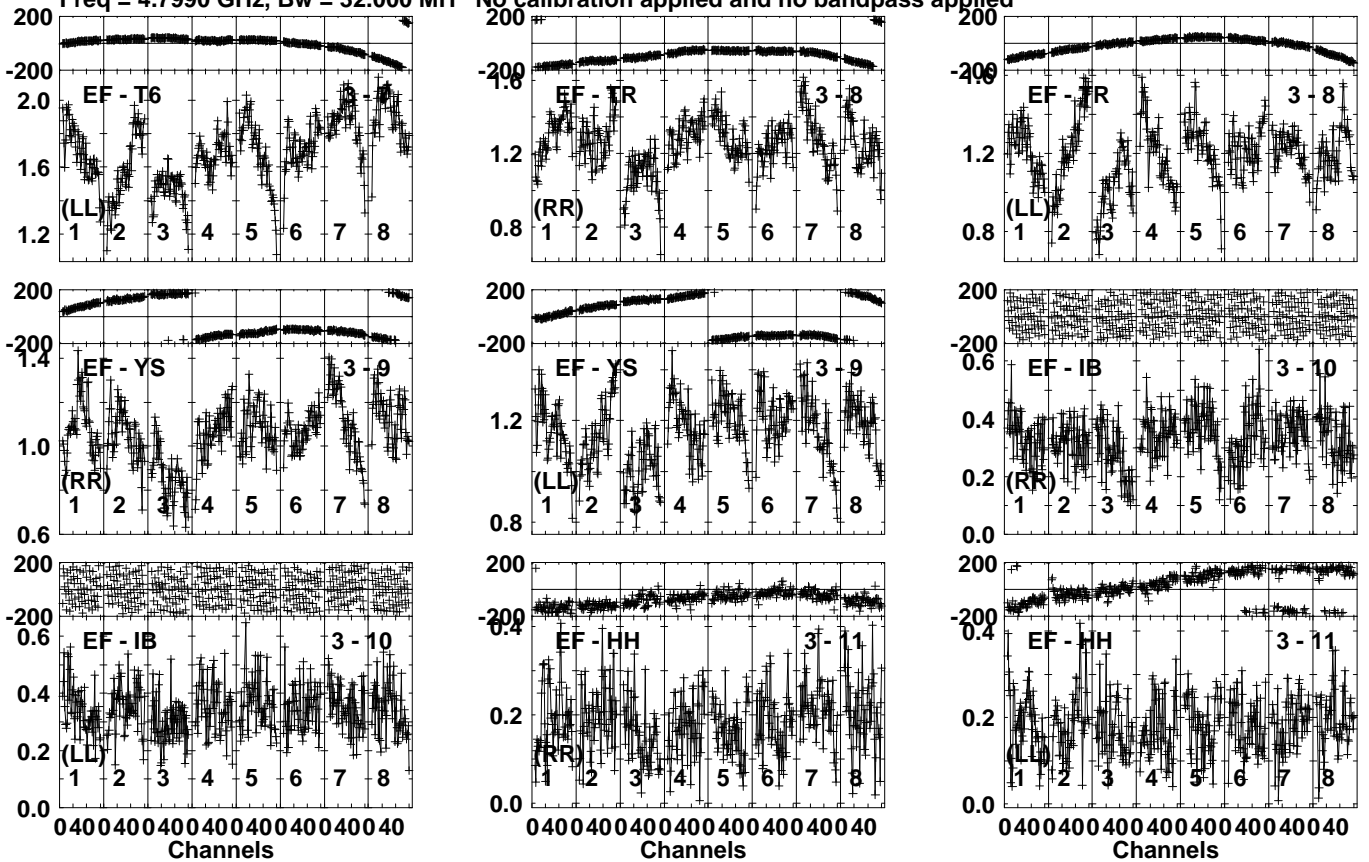 Freq = 4.7990 GHz, Bw = 32.000 MH No calibration applied and no bandpass applied
200 200 200
-200 -200 -200
EF - T6 EF - TR 3 - 8 EF - TR 3 - 8
2.0 1.6
1.6 1.2 1.2
(LL) (RR) (LL)
1.2 0.8 0.8
1 2 3 4 5 6 7 8 1 2 3 4 5 6 7 8 1 2 3 4 5 6 7 8
200 200 200
-200 -200 -200
1.4 EF - YS 3 - 9 EF - YS 3 - 9 0.6 EF - IB 3 - 10
1.0 1.2 0.4
(RR) (LL) 0.2 (RR)
1 2 3 4 5 6 7 8 1 2 3 4 5 6 7 8 1 2 3 4 5 6 7 8
0.6 0.8 0.0
200 200 200
-200 -200 -200
0.6 EF - IB 3 - 10 0.4 EF - HH 3 - 11 0.4 EF - HH 3 - 11
0.4 0.2 0.2
0.2 (LL) (RR) (LL)
1 2 3 4 5 6 7 8 1 2 3 4 5 6 7 8 1 2 3 4 5 6 7 8
0.0 0.0 0.0
0 40 0 40 0 40 0 40 0 40 0 40 0 40 0 40 0 40 0 40 0 40 0 40 0 40 0 40 0 40 0 40 0 40 0 40 0 40 0 40 0 40 0 40 0 40 0 40
Channels Channels Channels